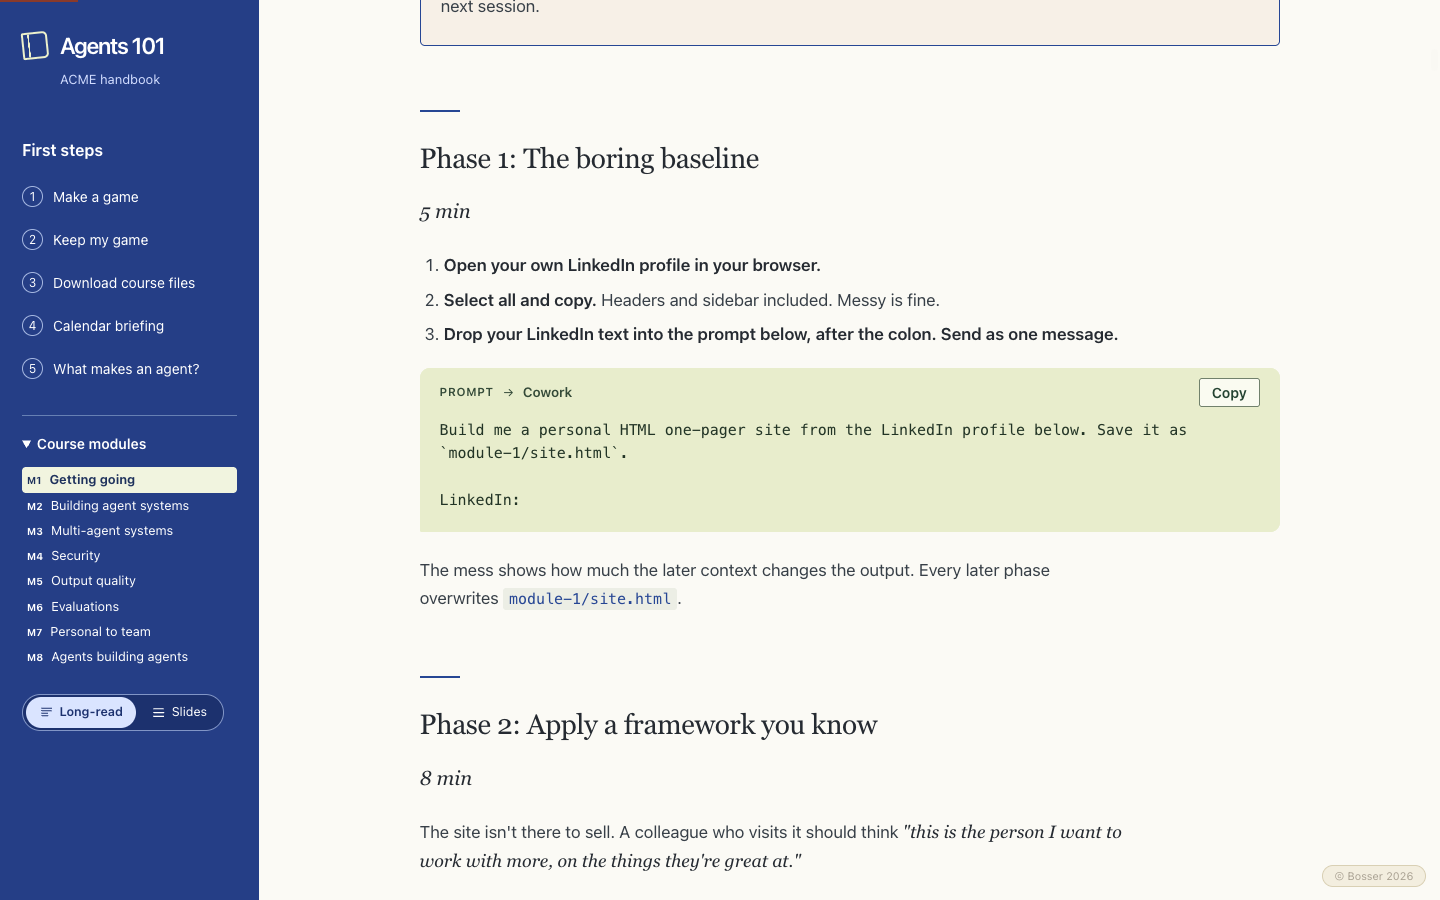 Agents 101
ACME handbook
First steps
1 Make a game
2 Keep my game
3 Download course files
4 Calendar briefing
5 What makes an agent?
▼ Course modules
M1 Getting going
M2 Building agent systems
M3 Multi-agent systems
M4 Security
M5 Output quality
M6 Evaluations
M7 Personal to team
M8 Agents building agents
Long-read Slides
next session.
Phase 1: The boring baseline
5 min
1. Open your own LinkedIn profile in your browser.
2. Select all and copy. Headers and sidebar included. Messy is fine.
3. Drop your LinkedIn text into the prompt below, after the colon. Send as one message.
PROMPT → Cowork
Copy
Build me a personal HTML one-pager site from the LinkedIn profile below. Save it as
`module-1/site.html`.
LinkedIn:
The mess shows how much the later context changes the output. Every later phase
overwrites module-1/site.html.
Phase 2: Apply a framework you know
8 min
The site isn't there to sell. A colleague who visits it should think "this is the person I want to
work with more, on the things they're great at."
© Bosser 2026